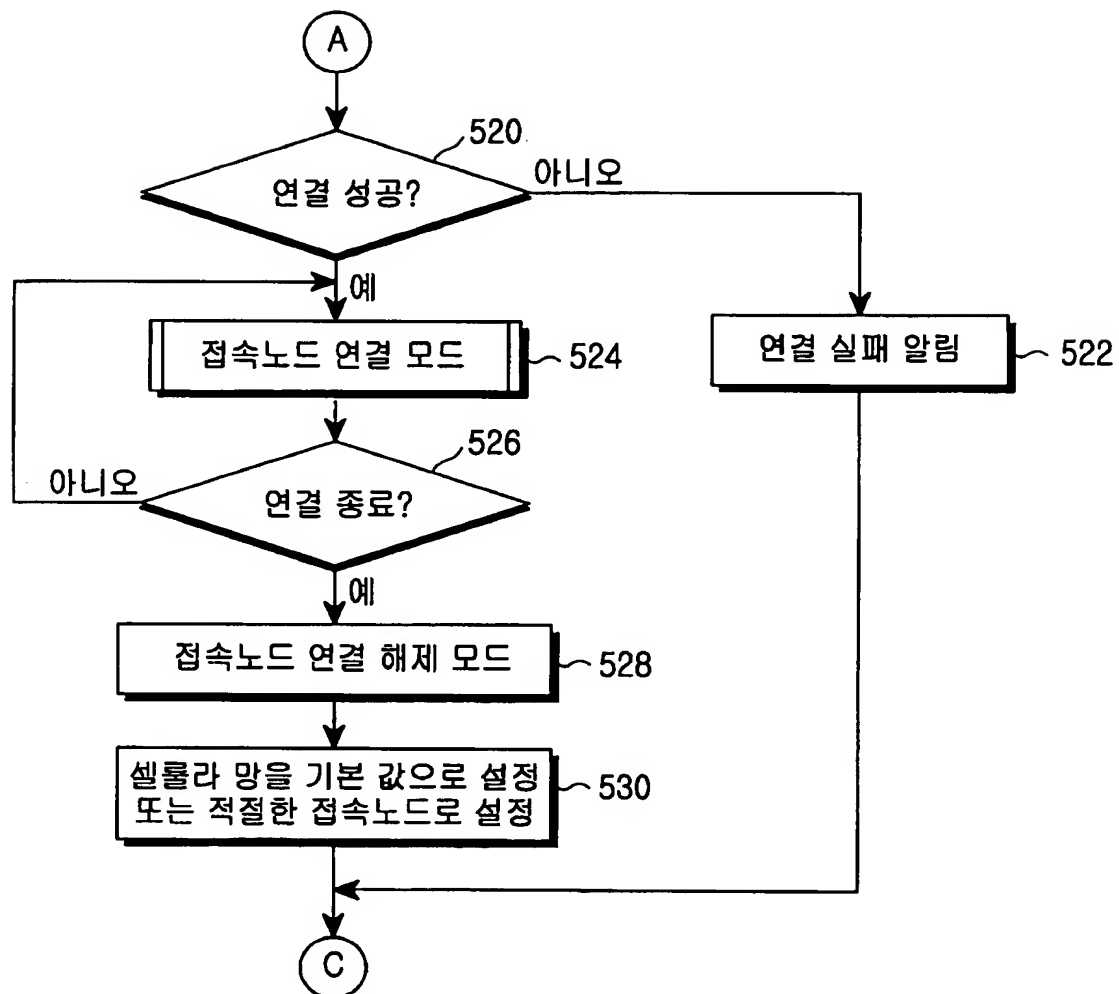 A
520
연결 성공?
아니오
예
접속노드 연결 모드
524
연결 실패 알림
522
526
연결 종료?
아니오
예
접속노드 연결 해제 모드
528
셀룰라 망을 기본 값으로 설정
또는 적절한 접속노드로 설정
530
C